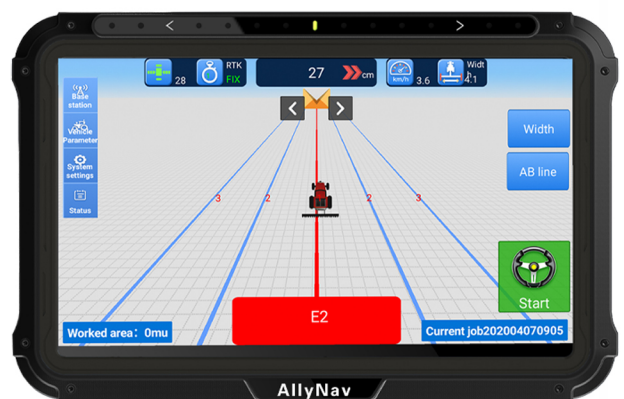 28
RTK
FIX
27
cm
km/h
3.6
Widt
h
4.1
Base
station
Vehicle
Parameter
System
settings
Status
Width
AB line
3
2
2
3
Start
E2
Worked area: 0mu
Current job202004070905
AllyNav